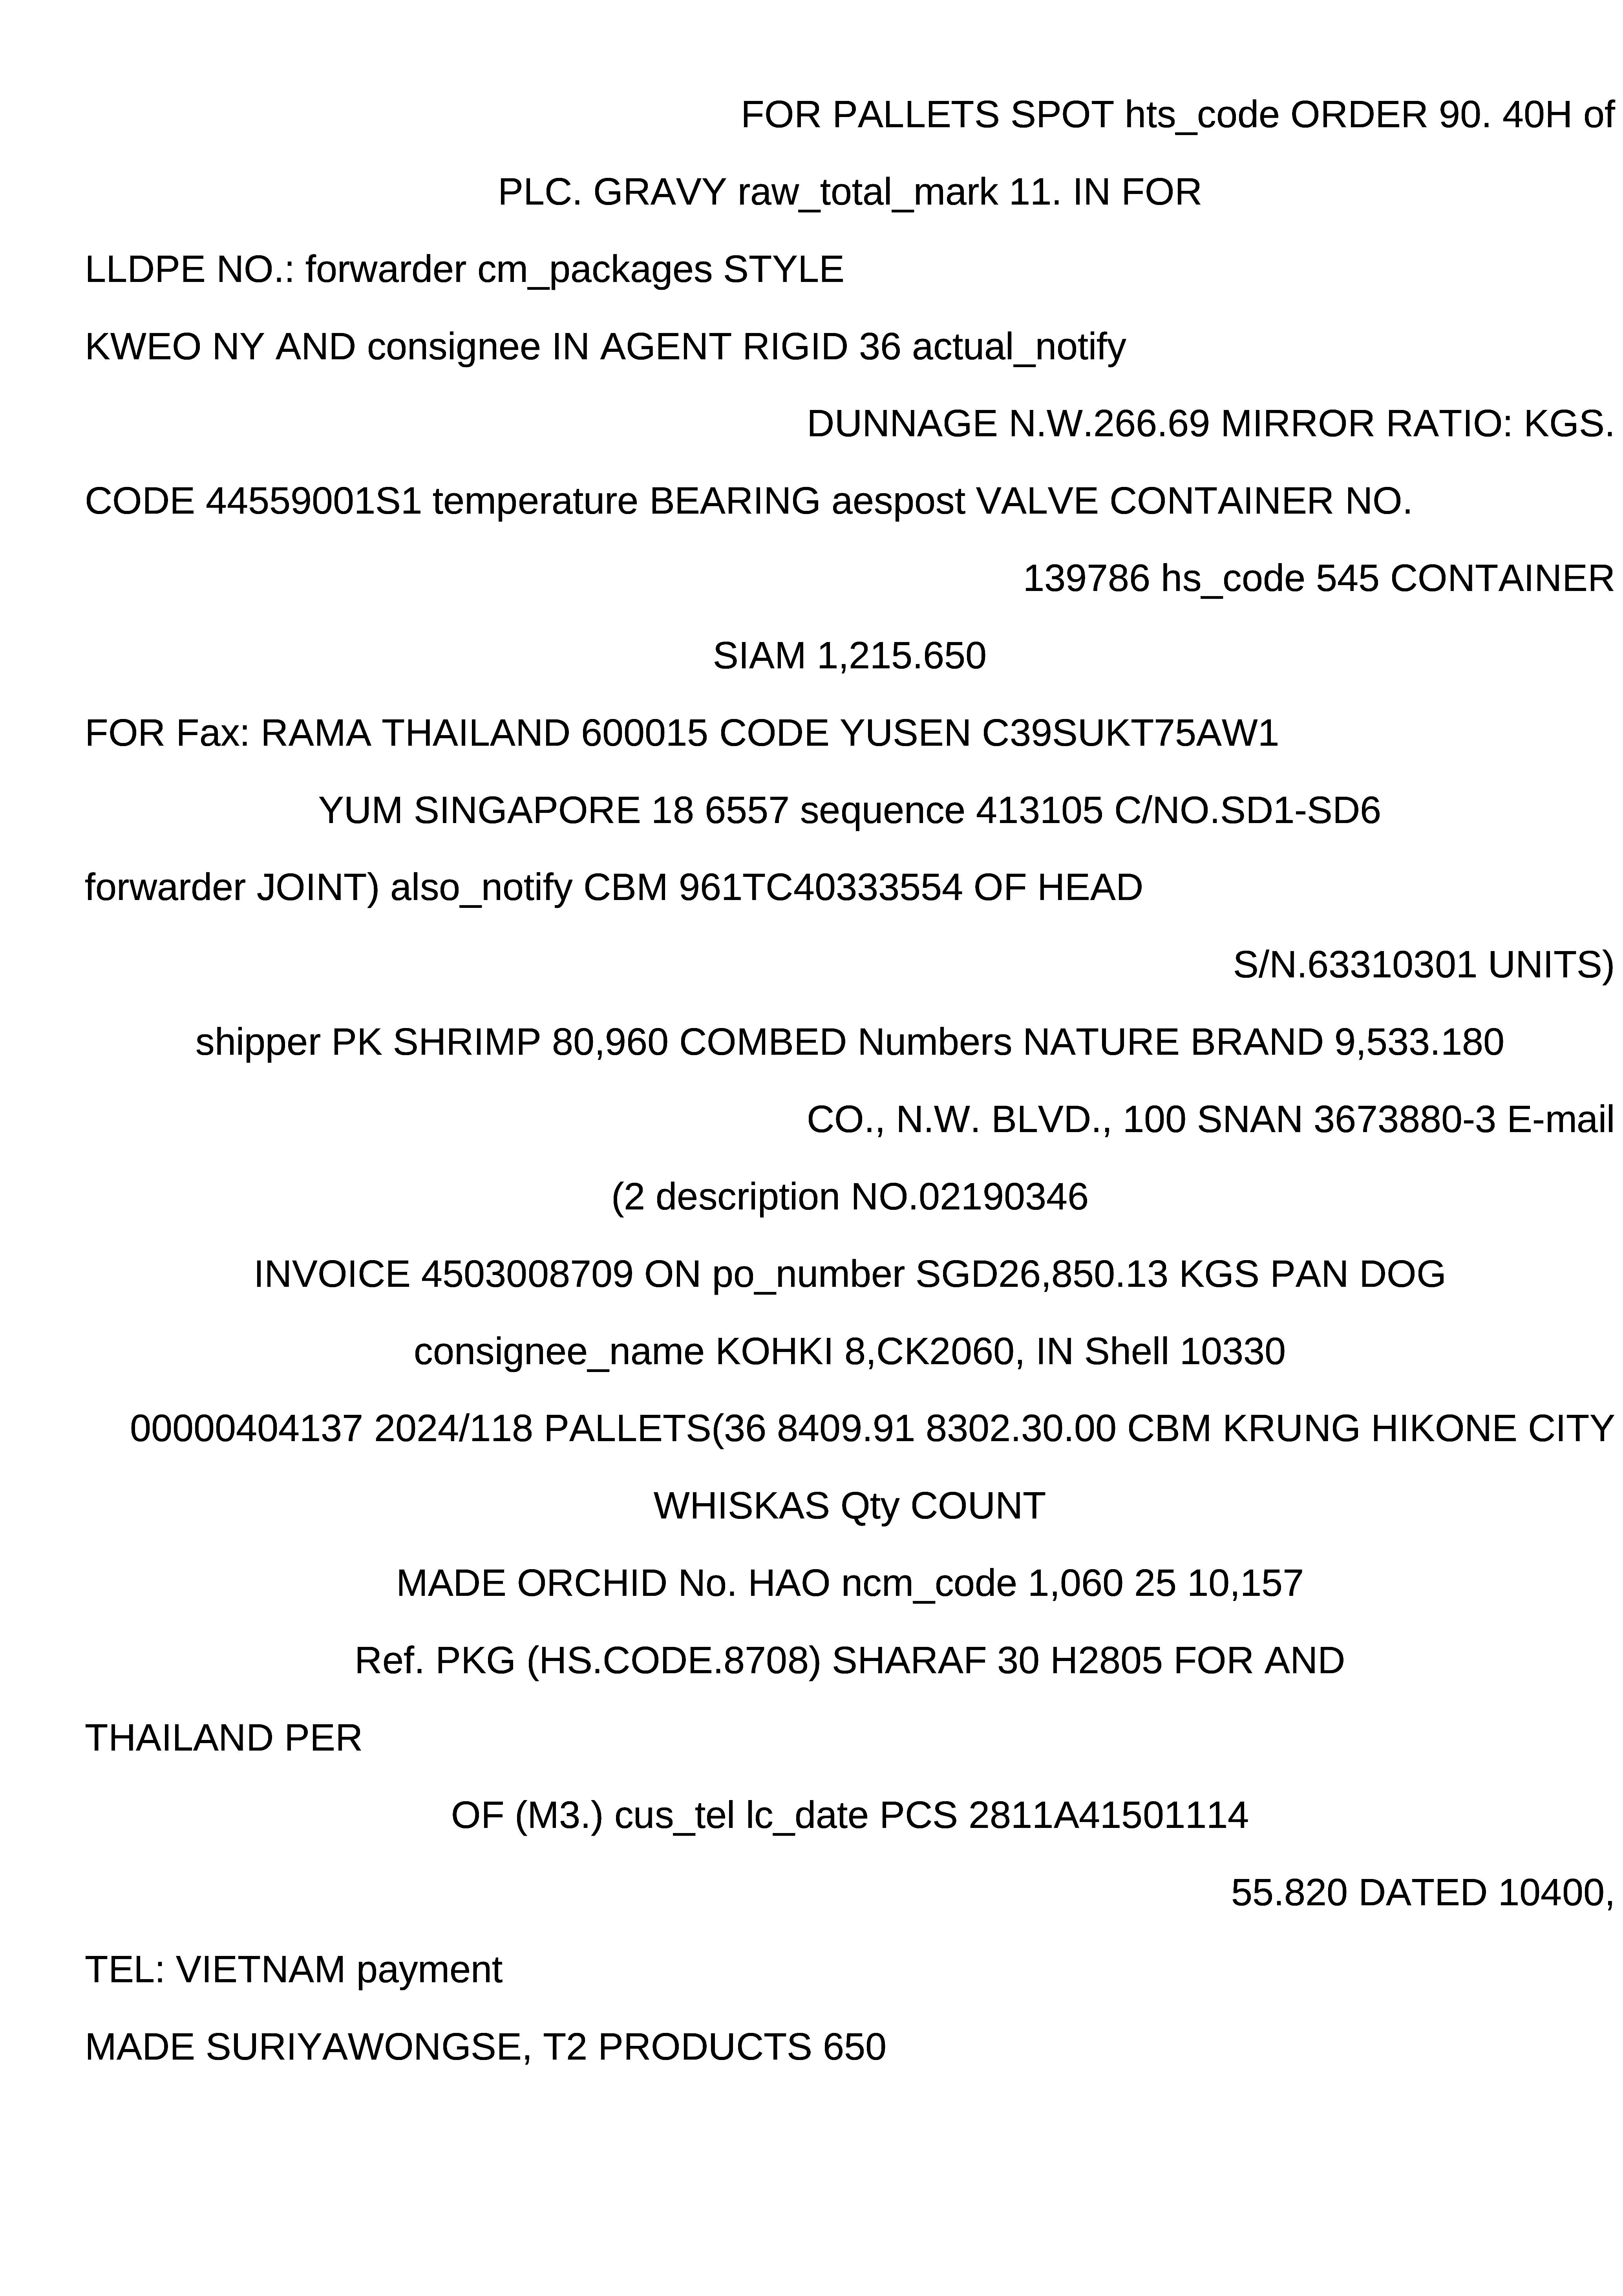 FOR PALLETS SPOT hts_code ORDER 90. 40H of
PLC. GRAVY raw_total_mark 11. IN FOR
LLDPE NO.: forwarder cm_packages STYLE
KWEO NY AND consignee IN AGENT RIGID 36 actual_notify
DUNNAGE N.W.266.69 MIRROR RATIO: KGS.
CODE 44559001S1 temperature BEARING aespost VALVE CONTAINER NO.
139786 hs_code 545 CONTAINER
SIAM 1,215.650
FOR Fax: RAMA THAILAND 600015 CODE YUSEN C39SUKT75AW1
YUM SINGAPORE 18 6557 sequence 413105 C/NO.SD1-SD6
forwarder JOINT) also_notify CBM 961TC40333554 OF HEAD
S/N.63310301 UNITS)
shipper PK SHRIMP 80,960 COMBED Numbers NATURE BRAND 9,533.180
CO., N.W. BLVD., 100 SNAN 3673880-3 E-mail
(2 description NO.02190346
INVOICE 4503008709 ON po_number SGD26,850.13 KGS PAN DOG
consignee_name KOHKI 8,CK2060, IN Shell 10330
00000404137 2024/118 PALLETS(36 8409.91 8302.30.00 CBM KRUNG HIKONE CITY
WHISKAS Qty COUNT
MADE ORCHID No. HAO ncm_code 1,060 25 10,157
Ref. PKG (HS.CODE.8708) SHARAF 30 H2805 FOR AND
THAILAND PER
OF (M3.) cus_tel lc_date PCS 2811A41501114
55.820 DATED 10400,
TEL: VIETNAM payment
MADE SURIYAWONGSE, T2 PRODUCTS 650